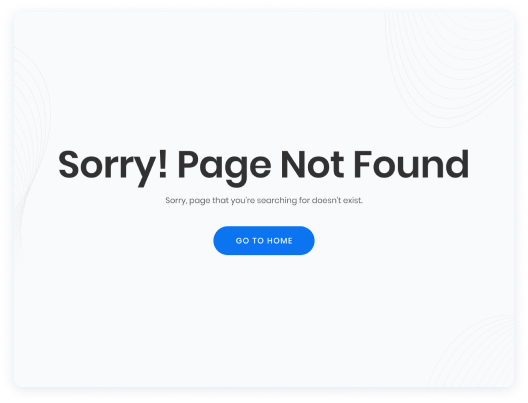 Sorry! Page Not Found
Sorry, page that you're searching for doesn't exist.
GO TO HOME